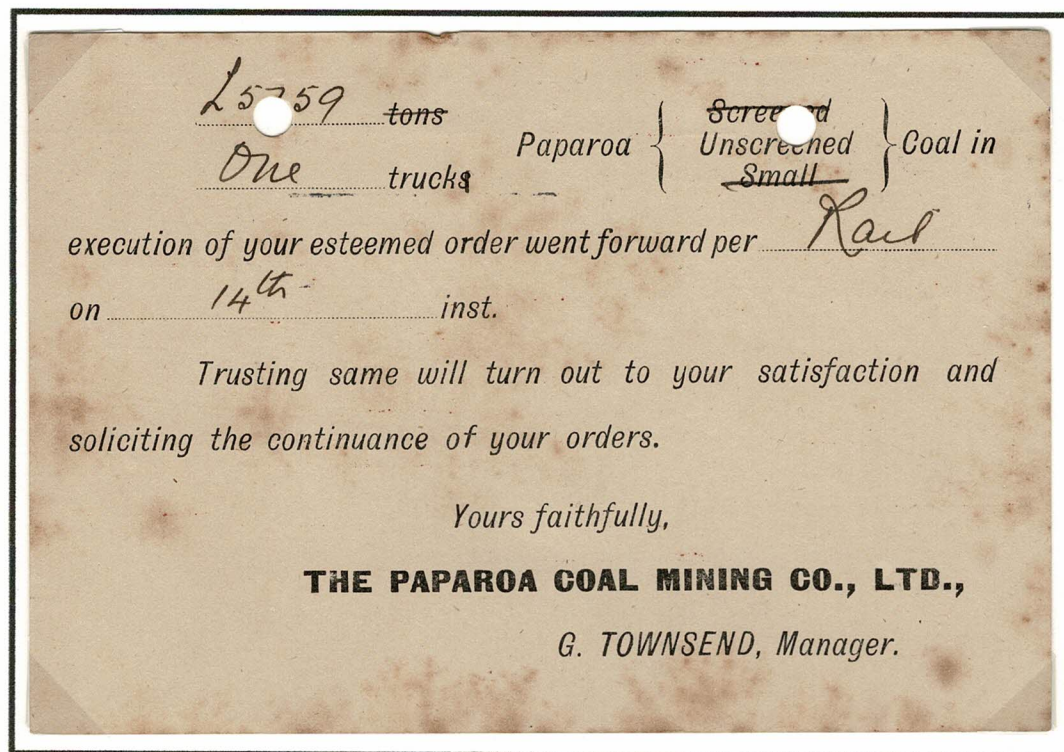 L5759 tons
One trucks
Paparoa { Screened Unscreened Small } Coal in
execution of your esteemed order went forward per Rail
on 14th inst.
Trusting same will turn out to your satisfaction and
soliciting the continuance of your orders.
Yours faithfully,
THE PAPAROA COAL MINING CO., LTD.,
G. TOWNSEND, Manager.